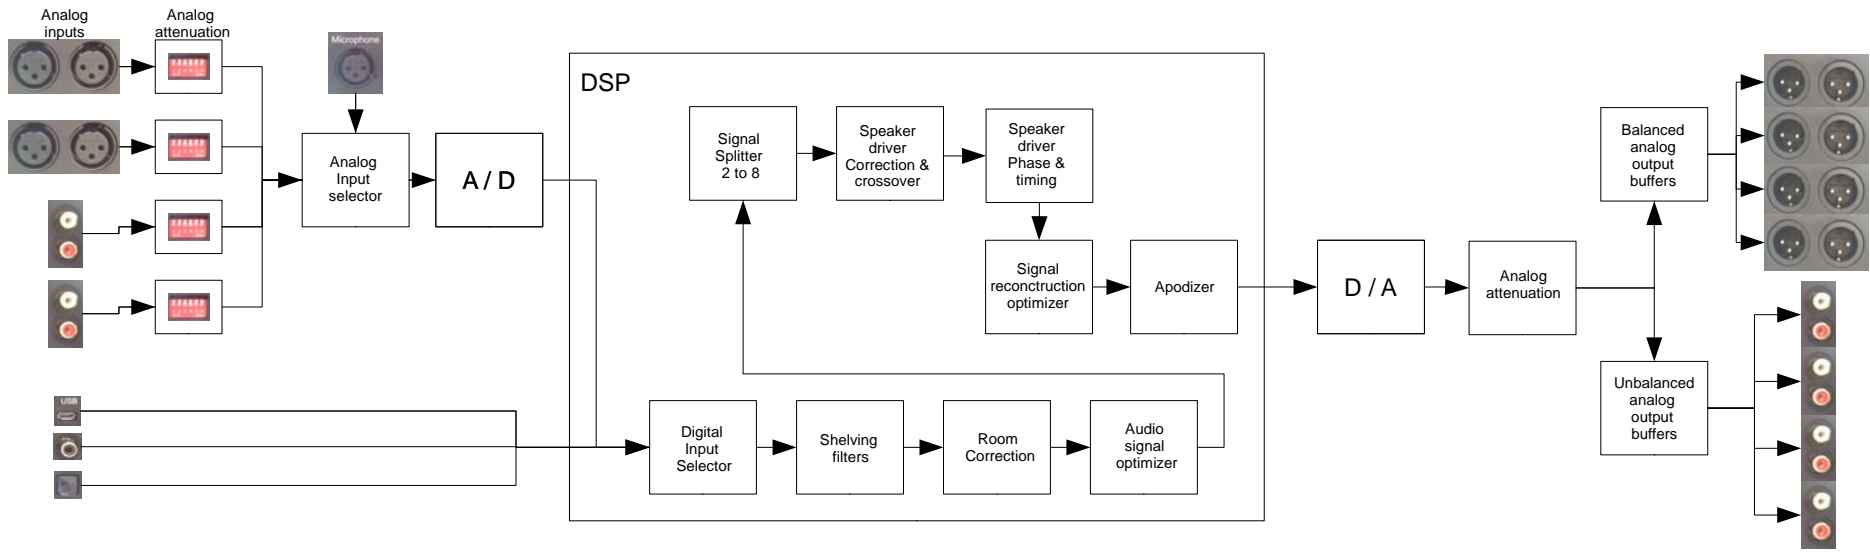 Analog
inputs
Analog
attenuation
Microphone
Analog
Input
selector
A / D
USB
DSP
Signal
Splitter
2 to 8
Speaker
driver
Correction &
crossover
Speaker
driver
Phase &
timing
Signal
reconctruction
optimizer
Apodizer
Digital
Input
Selector
Shelving
filters
Room
Correction
Audio
signal
optimizer
D / A
Analog
attenuation
Balanced
analog
output
buffers
Unbalanced
analog
output
buffers